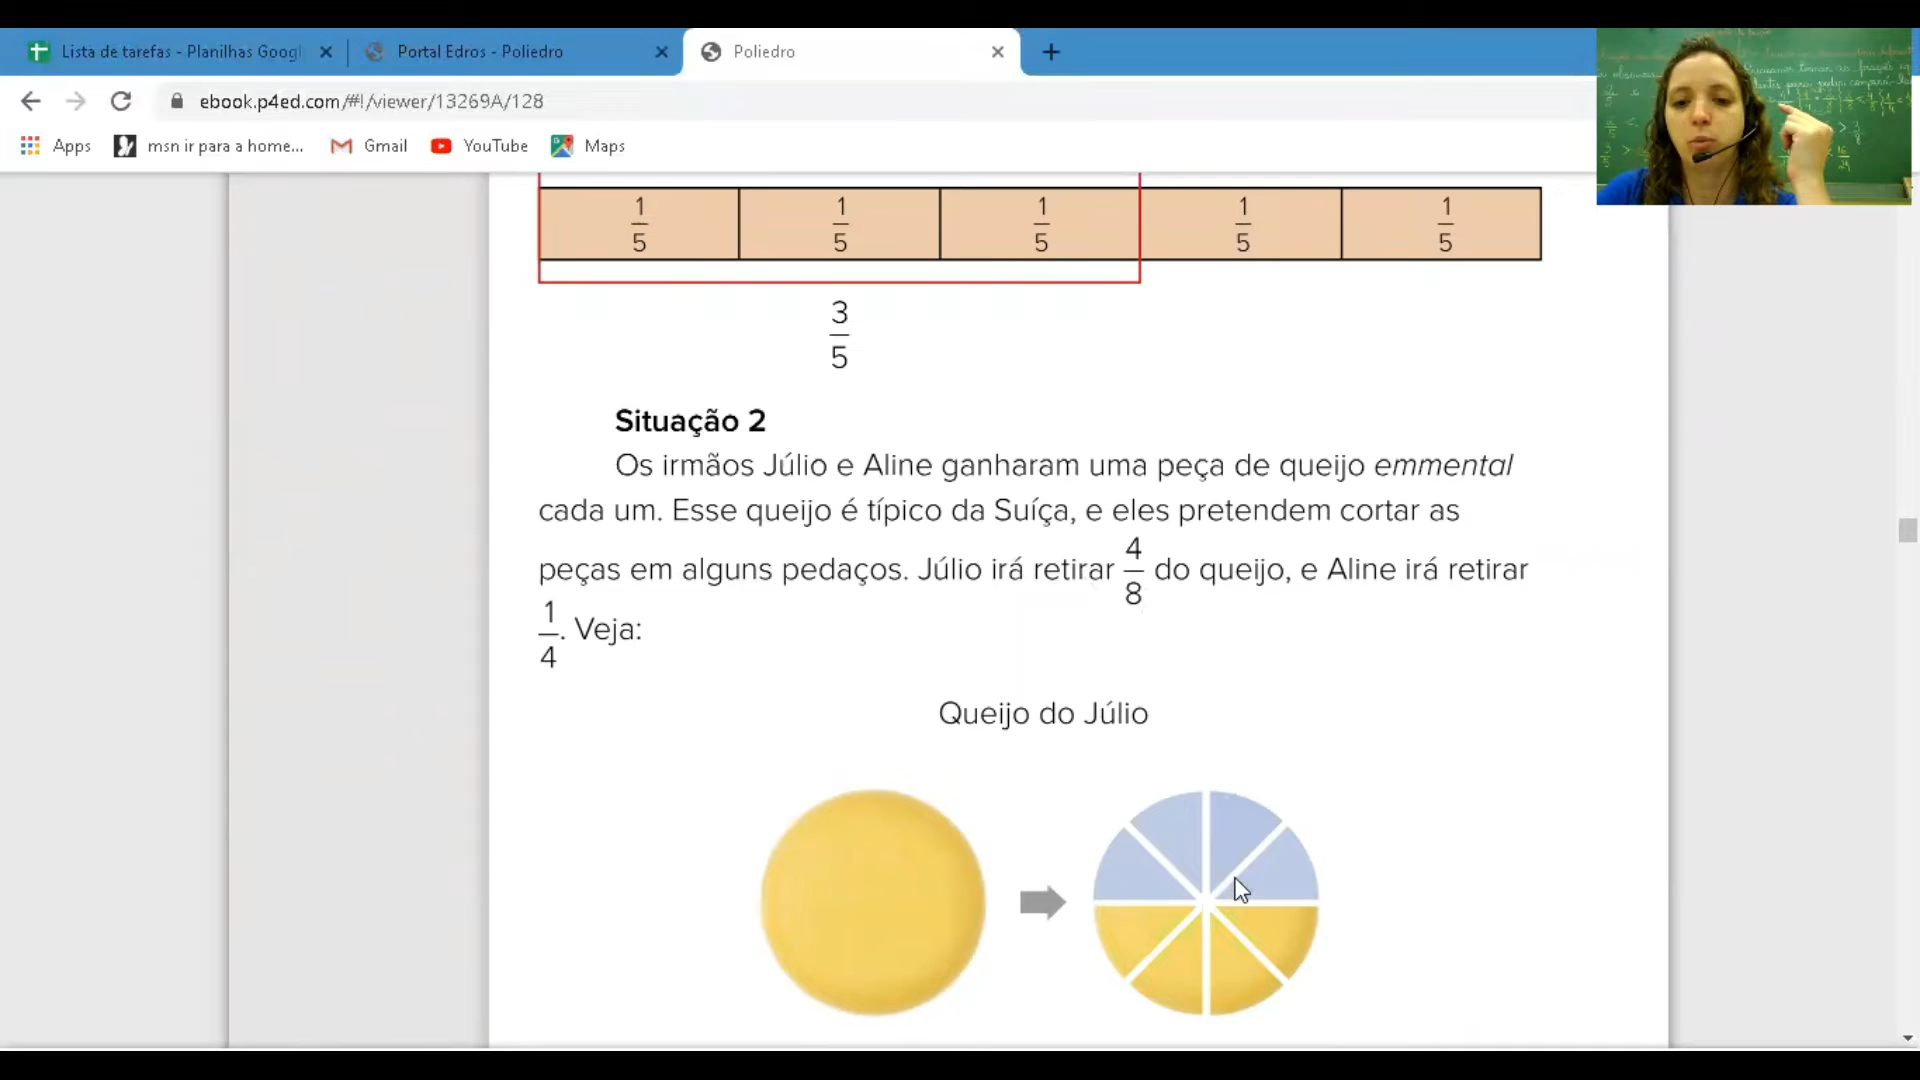 Lista de tarefas - Planilhas Googl
Portal Edros - Poliedro
Poliedro
ebook.p4ed.com/#!/viewer/13269A/128
Apps
msn ir para a home...
Gmail
YouTube
Maps
1/5 1/5 1/5 1/5 1/5
3/5
Situação 2
Os irmãos Júlio e Aline ganharam uma peça de queijo emmental
cada um. Esse queijo é típico da Suíça, e eles pretendem cortar as
peças em alguns pedaços. Júlio irá retirar 4/8 do queijo, e Aline irá retirar
1/4. Veja:
Queijo do Júlio